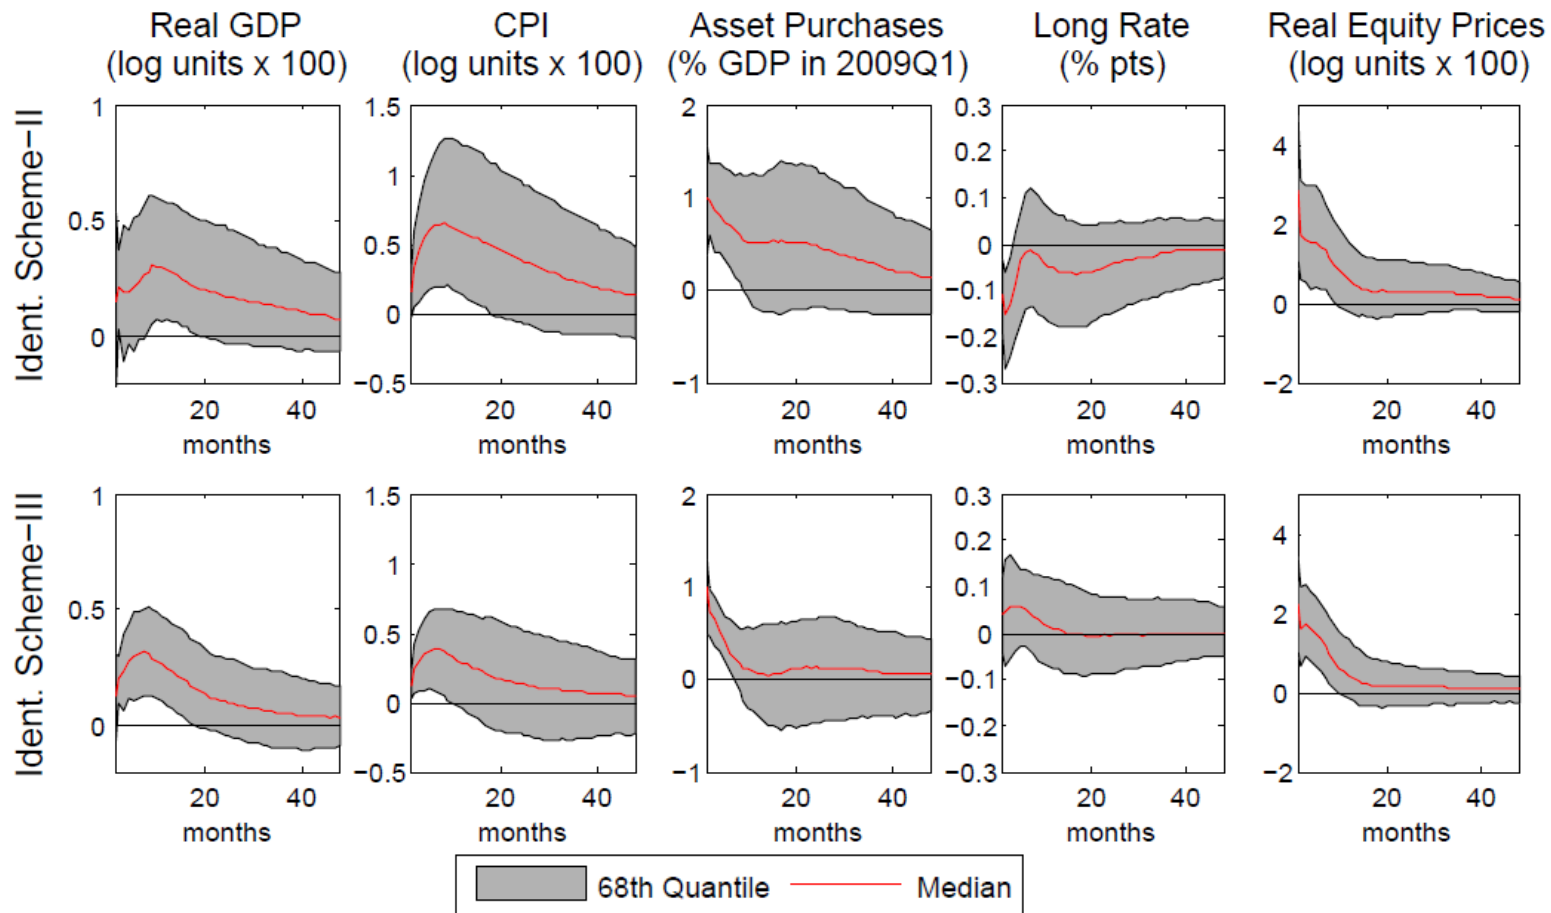 Real GDP
(log units x 100)
CPI
(log units x 100)
Asset Purchases
(% GDP in 2009Q1)
Long Rate
(% pts)
Real Equity Prices
(log units x 100)
Ident. Scheme−II
1
0.5
0
20
40
months
1.5
1
0.5
0
−0.5
20
40
months
2
1
0
−1
20
40
months
0.3
0.2
0.1
0
−0.1
−0.2
−0.3
20
40
months
4
2
0
−2
20
40
months
Ident. Scheme−III
1
0.5
0
20
40
months
1.5
1
0.5
0
−0.5
20
40
months
2
1
0
−1
20
40
months
0.3
0.2
0.1
0
−0.1
−0.2
−0.3
20
40
months
4
2
0
−2
20
40
months
68th Quantile
Median